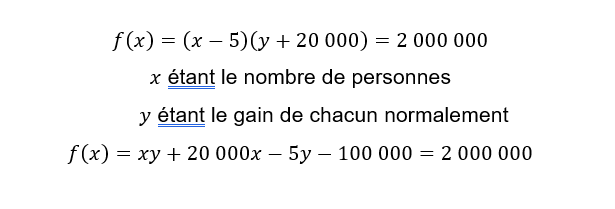 f(x) = (x − 5)(y + 20 000) = 2 000 000
x étant le nombre de personnes
y étant le gain de chacun normalement
f(x) = xy + 20 000x − 5y − 100 000 = 2 000 000